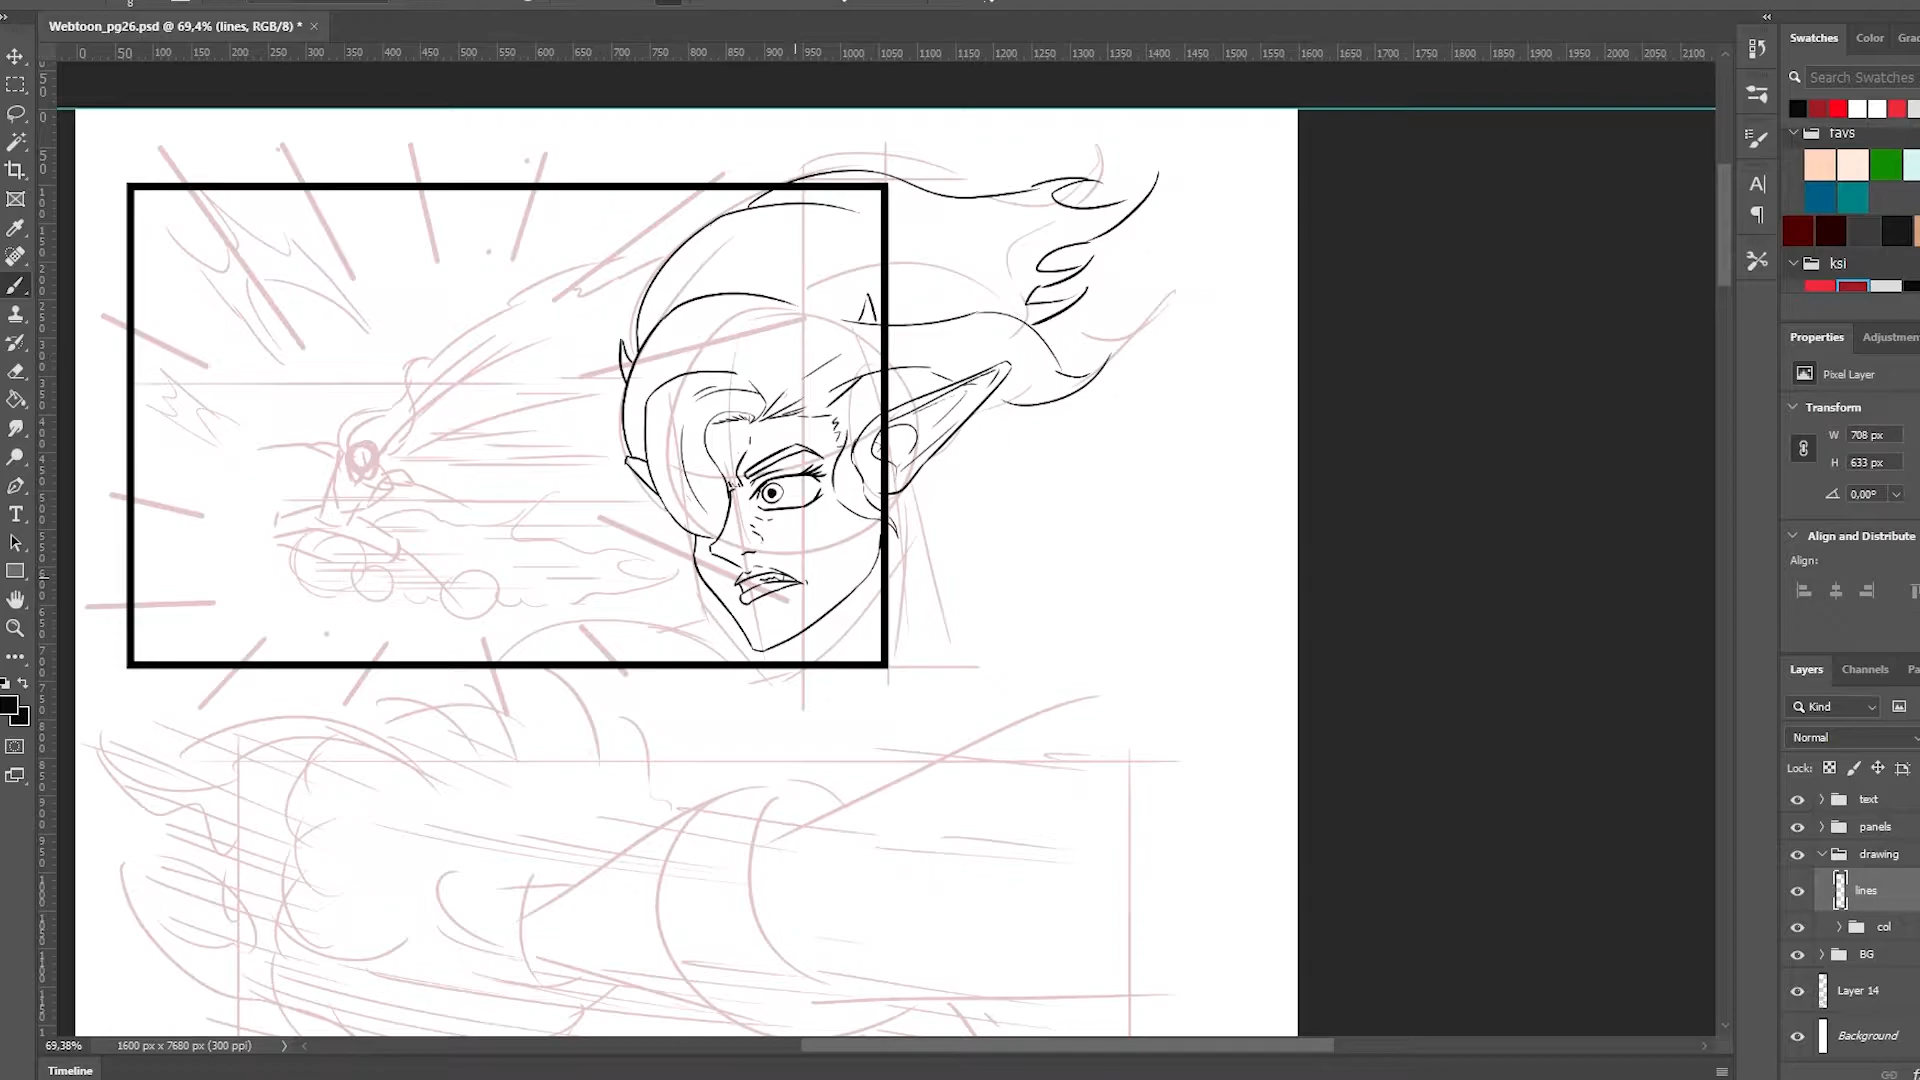 Webtoon_pg26.psd @ 69,4% (lines, RGB/8) * ×
0 50 100 150 200 250 300 350 400 450 500 550 600 650 700 750 800 850 900 950 1000 1050 1100 1150 1200 1250 1300 1350 1400 1450 1500 1550 1600 1650 1700 1750 1800 1850 1900 1950 2000 2050 2100
Swatches Color
Search Swatches
favs
ksi
Properties Adjustmen
Pixel Layer
Transform
W 708 px
H 633 px
0,00°
Align and Distribute
Align:
Layers Channels Pa
Kind
Normal
Lock:
text
panels
drawing
lines
col
BG
Layer 14
Background
69,38% 1600 px x 7680 px (300 ppi)
Timeline